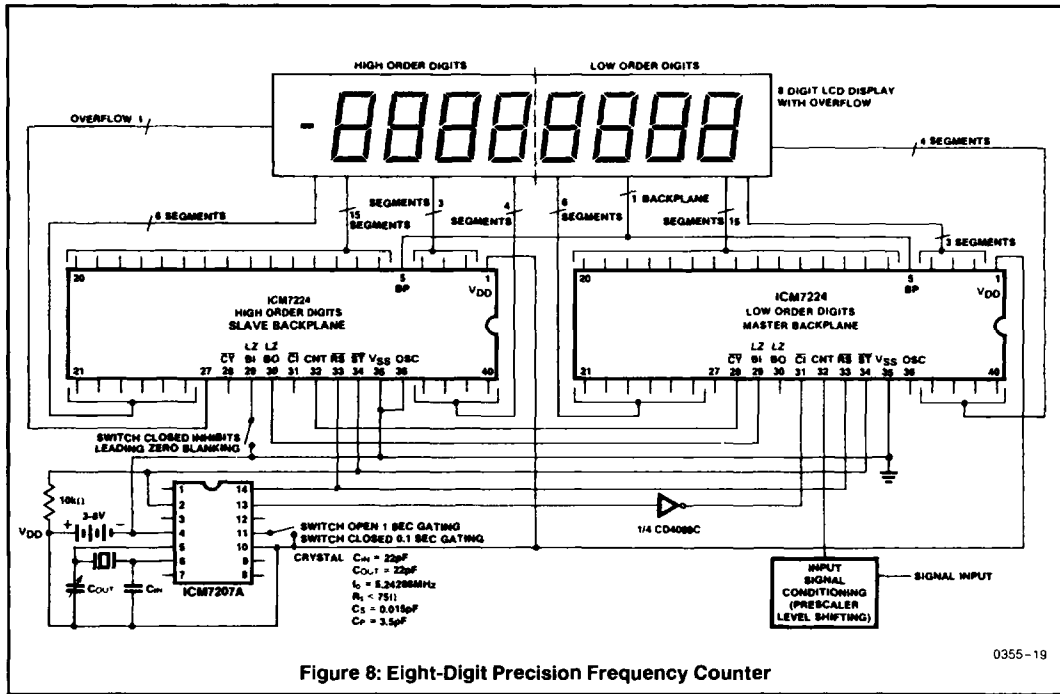 HIGH ORDER DIGITS
LOW ORDER DIGITS
8 DIGIT LCD DISPLAY
WITH OVERFLOW
OVERFLOW 1
4 SEGMENTS
6 SEGMENTS
15
SEGMENTS
SEGMENTS 3
4
SEGMENTS
6
SEGMENTS
1 BACKPLANE
SEGMENTS 15
3 SEGMENTS
20
5
BP
1
VDD
ICM7224
HIGH ORDER DIGITS
SLAVE BACKPLANE
CY
LZ
BI
LZ
BO
CI
CNT
RS
ST
VSS
OSC
21
27
28
29
30
31
32
33
34
35
36
40
20
5
BP
1
VDD
ICM7224
LOW ORDER DIGITS
MASTER BACKPLANE
CY
LZ
BI
LZ
BO
CI
CNT
RS
ST
VSS
OSC
21
27
28
29
30
31
32
33
34
35
36
40
SWITCH CLOSED INHIBITS
LEADING ZERO BLANKING
10kΩ
VDD
+
−
1
2
3
4
5
6
7
14
13
12
11
10
9
8
ICM7207A
COUT
CIN
SWITCH OPEN 1 SEC GATING
SWITCH CLOSED 0.1 SEC GATING
CRYSTAL CIN = 22pF
COUT = 22pF
RS < 75Ω
CS = 0.015pF
CP = 3.5pF
1/4
INPUT
SIGNAL
CONDITIONING
(PRESCALER
LEVEL SHIFTING)
SIGNAL INPUT
0355–19
Figure 8: Eight-Digit Precision Frequency Counter